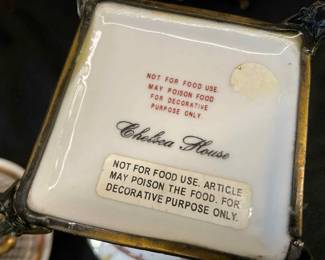 NOT FOR FOOD USE.
MAY POISON FOOD
FOR DECORATIVE
PURPOSE ONLY.
Chelsea House
NOT FOR FOOD USE. ARTICLE
MAY POISON THE FOOD. FOR
DECORATIVE PURPOSE ONLY.